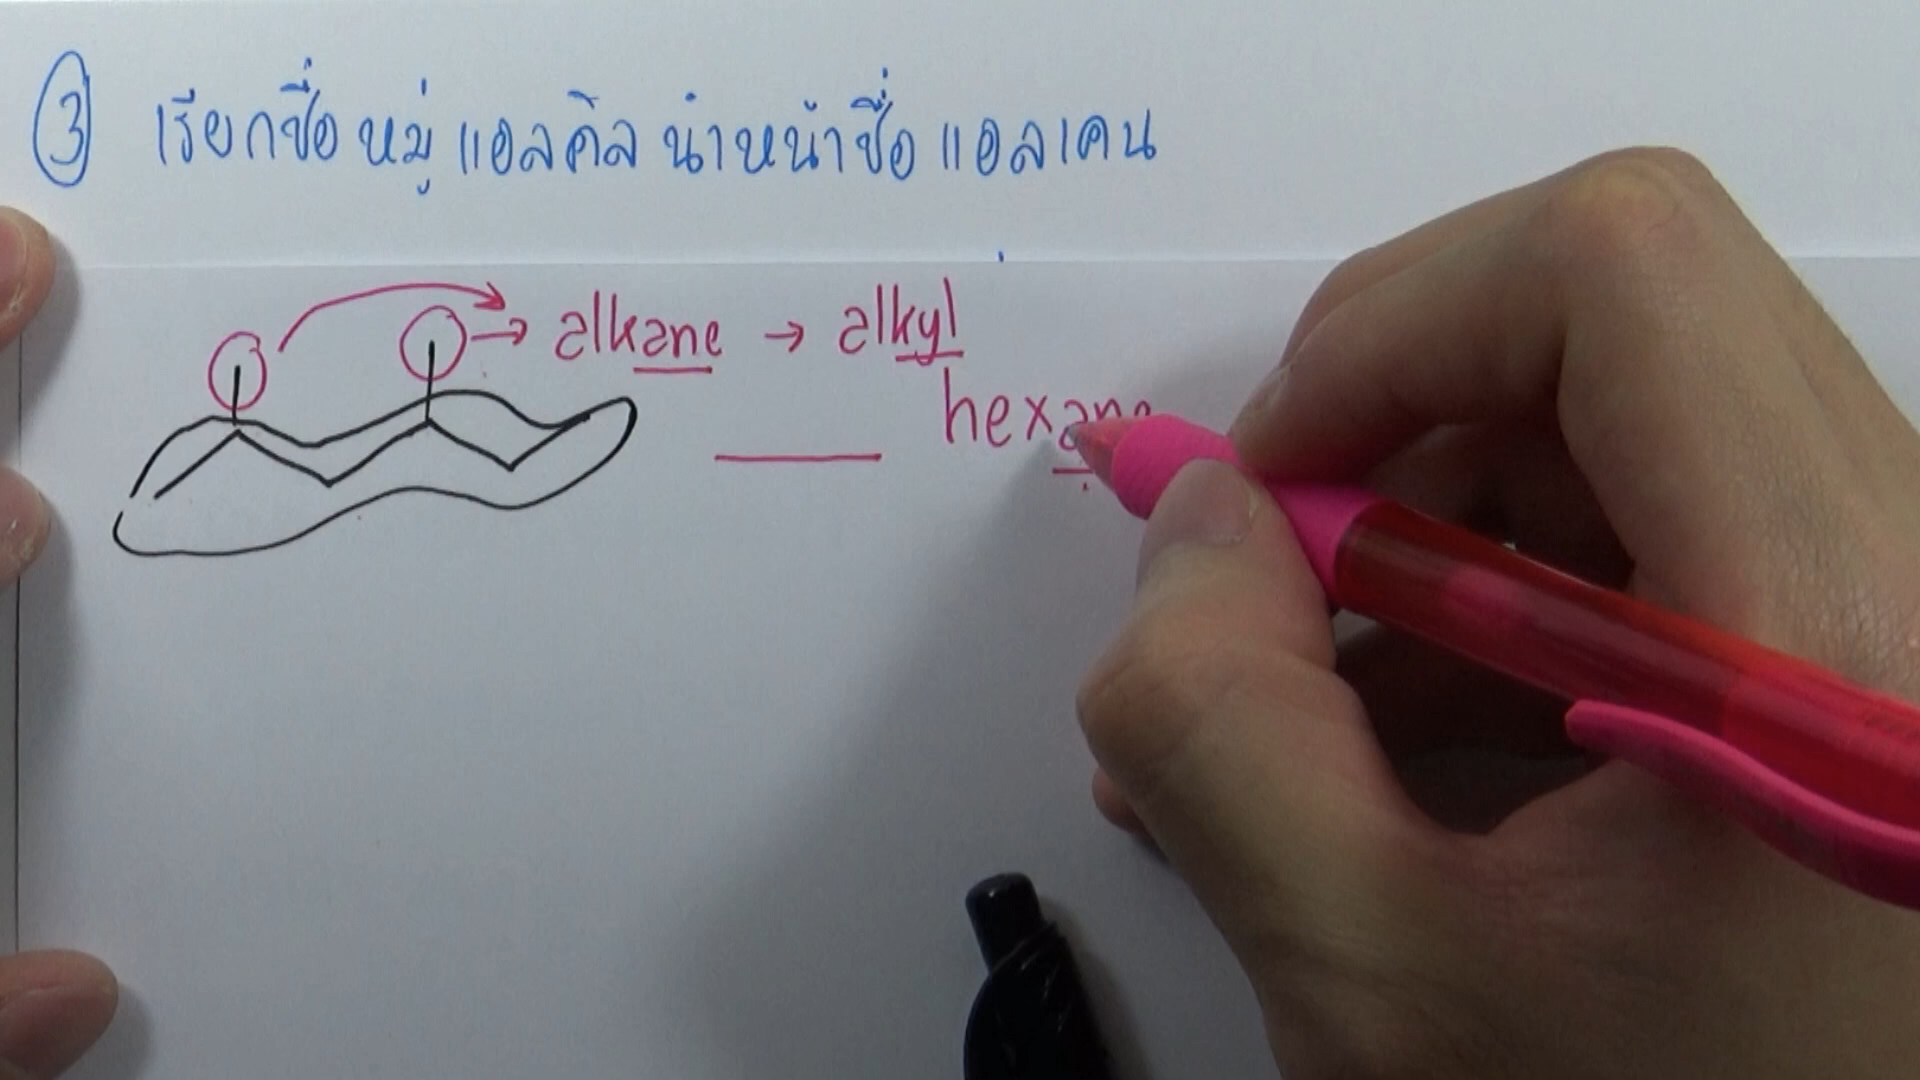 ③ เรียกชื่อ หมู่ แอลคิล นำหน้าชื่อ แอลเคน
→ alkane → alkyl
hexane